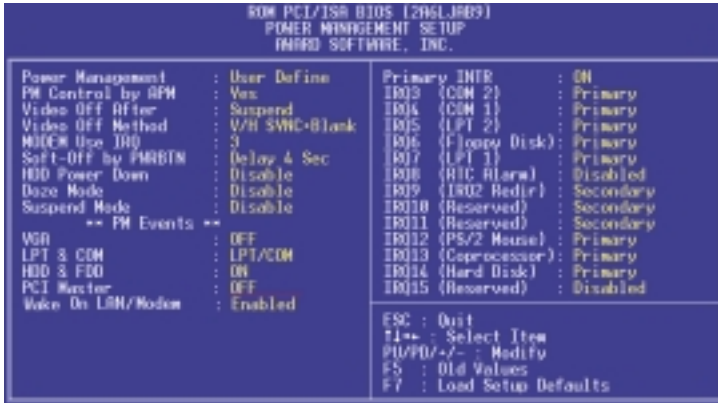 ROM PCI/ISA BIOS (2A6LJAB9)
POWER MANAGEMENT SETUP
AWARD SOFTWARE, INC.
Power Management : User Define
PM Control by APM : Yes
Video Off After : Suspend
Video Off Method : V/H SYNC+Blank
MODEM Use IRQ : 3
Soft-Off by PWRBTN : Delay 4 Sec
HDD Power Down : Disable
Doze Mode : Disable
Suspend Mode : Disable
** PM Events **
VGA : OFF
LPT & COM : LPT/COM
HDD & FDD : ON
PCI Master : OFF
Wake On LAN/Modem : Enabled
Primary INTR : ON
IRQ3 (COM 2) : Primary
IRQ4 (COM 1) : Primary
IRQ5 (LPT 2) : Primary
IRQ6 (Floppy Disk): Primary
IRQ7 (LPT 1) : Primary
IRQ8 (RTC Alarm) : Disabled
IRQ9 (IRQ2 Redir) : Secondary
IRQ10 (Reserved) : Secondary
IRQ11 (Reserved) : Secondary
IRQ12 (PS/2 Mouse) : Primary
IRQ13 (Coprocessor): Primary
IRQ14 (Hard Disk) : Primary
IRQ15 (Reserved) : Disabled
ESC : Quit
↑↓→← : Select Item
PU/PD/+/- : Modify
F5 : Old Values
F7 : Load Setup Defaults